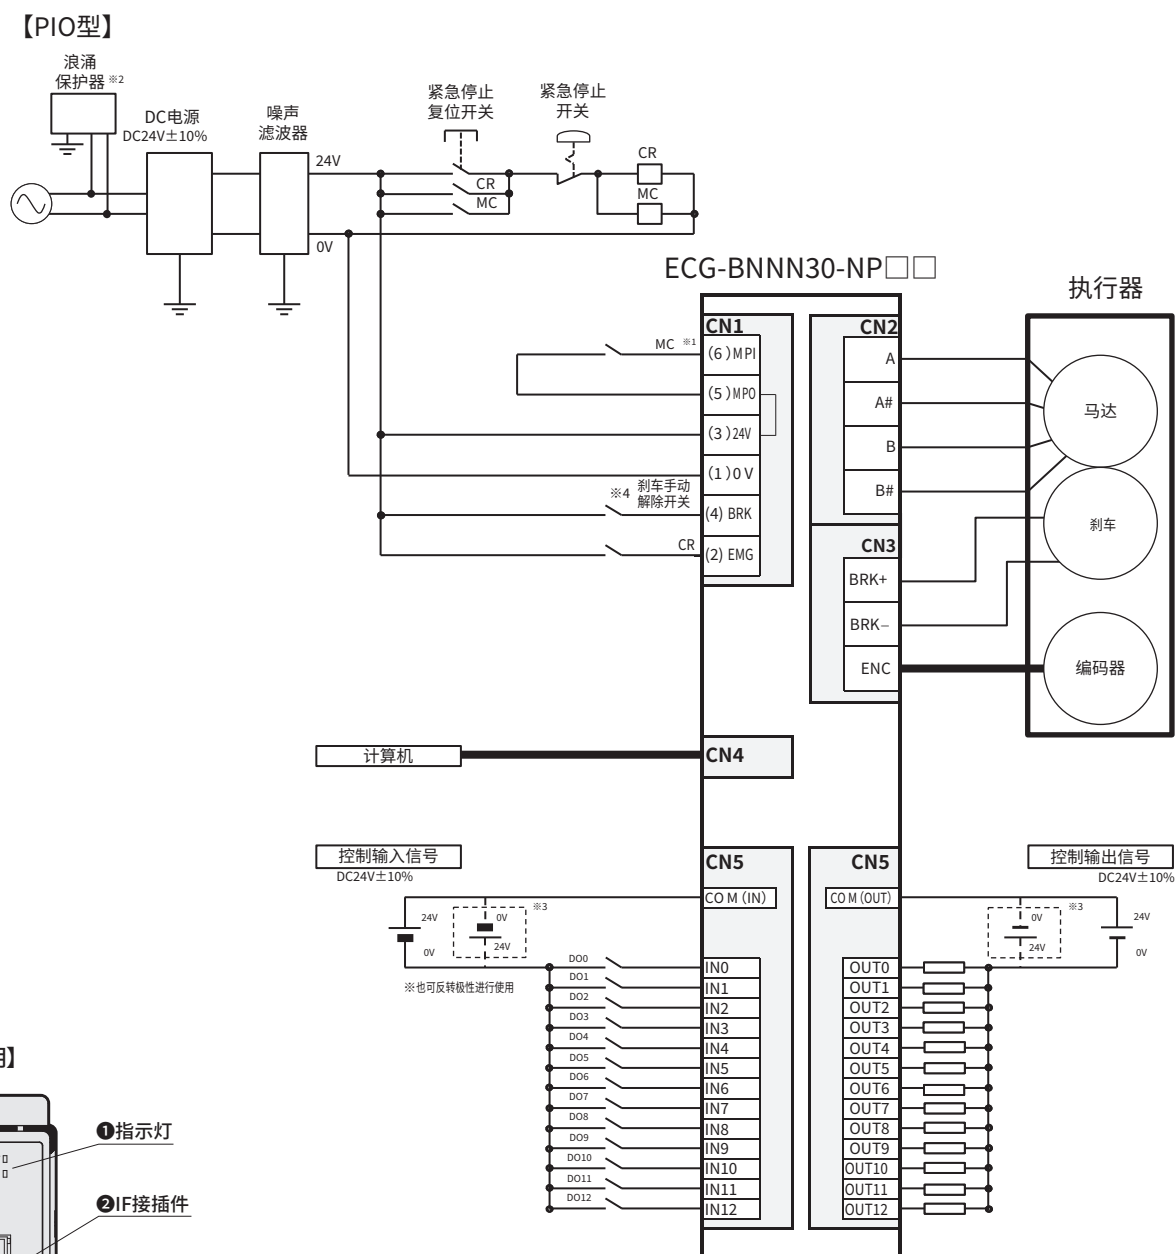 【PIO型】
浪涌
保护器 ※2
DC电源
DC24V±10%
噪声
滤波器
紧急停止
复位开关
紧急停止
开关
24V
CR
MC
CR
MC
0V
ECG-BNNN30-NP□□
执行器
CN1
MC ※1
(6)MPI
(5)MPO
(3)24V
(1)0V
※4 刹车手动
解除开关
(4) BRK
CR
(2) EMG
CN2
A
A#
B
B#
马达
刹车
CN3
BRK+
BRK−
ENC
编码器
计算机
CN4
控制输入信号
DC24V±10%
CN5
COM(IN)
24V
0V
0V
24V
※3
※也可反转极性进行使用
DO0
DO1
DO2
DO3
DO4
DO5
DO6
DO7
DO8
DO9
DO10
DO11
DO12
IN0
IN1
IN2
IN3
IN4
IN5
IN6
IN7
IN8
IN9
IN10
IN11
IN12
CN5
控制输出信号
DC24V±10%
COM(OUT)
0V
24V
※3
24V
0V
OUT0
OUT1
OUT2
OUT3
OUT4
OUT5
OUT6
OUT7
OUT8
OUT9
OUT10
OUT11
OUT12
】
❶指示灯
❷IF接插件